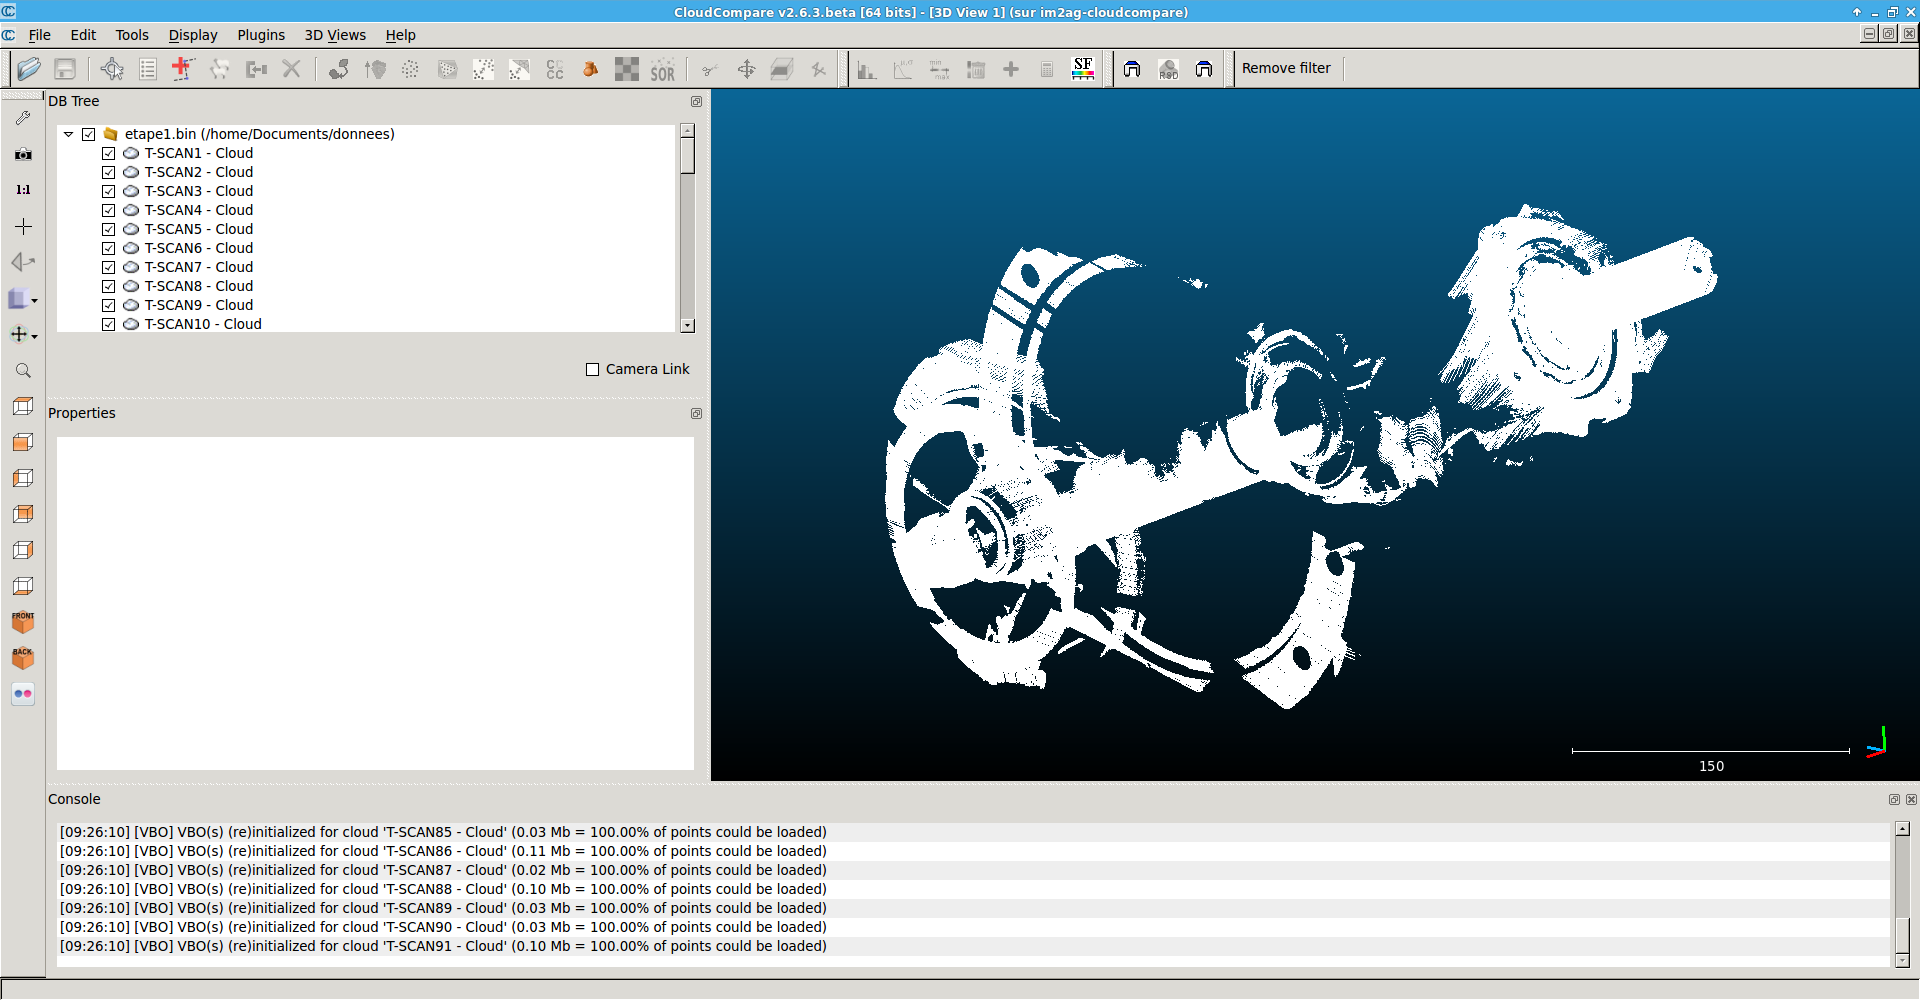 CloudCompare v2.6.3.beta [64 bits] - [3D View 1] (sur im2ag-cloudcompare)
File Edit Tools Display Plugins 3D Views Help
SOR SF RSD Remove filter
DB Tree
etape1.bin (/home/Documents/donnees)
T-SCAN1 - Cloud
T-SCAN2 - Cloud
T-SCAN3 - Cloud
T-SCAN4 - Cloud
T-SCAN5 - Cloud
T-SCAN6 - Cloud
T-SCAN7 - Cloud
T-SCAN8 - Cloud
T-SCAN9 - Cloud
T-SCAN10 - Cloud
Camera Link
Properties
1:1
FRONT
BACK
150
Console
[09:26:10] [VBO] VBO(s) (re)initialized for cloud 'T-SCAN85 - Cloud' (0.03 Mb = 100.00% of points could be loaded)
[09:26:10] [VBO] VBO(s) (re)initialized for cloud 'T-SCAN86 - Cloud' (0.11 Mb = 100.00% of points could be loaded)
[09:26:10] [VBO] VBO(s) (re)initialized for cloud 'T-SCAN87 - Cloud' (0.02 Mb = 100.00% of points could be loaded)
[09:26:10] [VBO] VBO(s) (re)initialized for cloud 'T-SCAN88 - Cloud' (0.10 Mb = 100.00% of points could be loaded)
[09:26:10] [VBO] VBO(s) (re)initialized for cloud 'T-SCAN89 - Cloud' (0.03 Mb = 100.00% of points could be loaded)
[09:26:10] [VBO] VBO(s) (re)initialized for cloud 'T-SCAN90 - Cloud' (0.03 Mb = 100.00% of points could be loaded)
[09:26:10] [VBO] VBO(s) (re)initialized for cloud 'T-SCAN91 - Cloud' (0.10 Mb = 100.00% of points could be loaded)